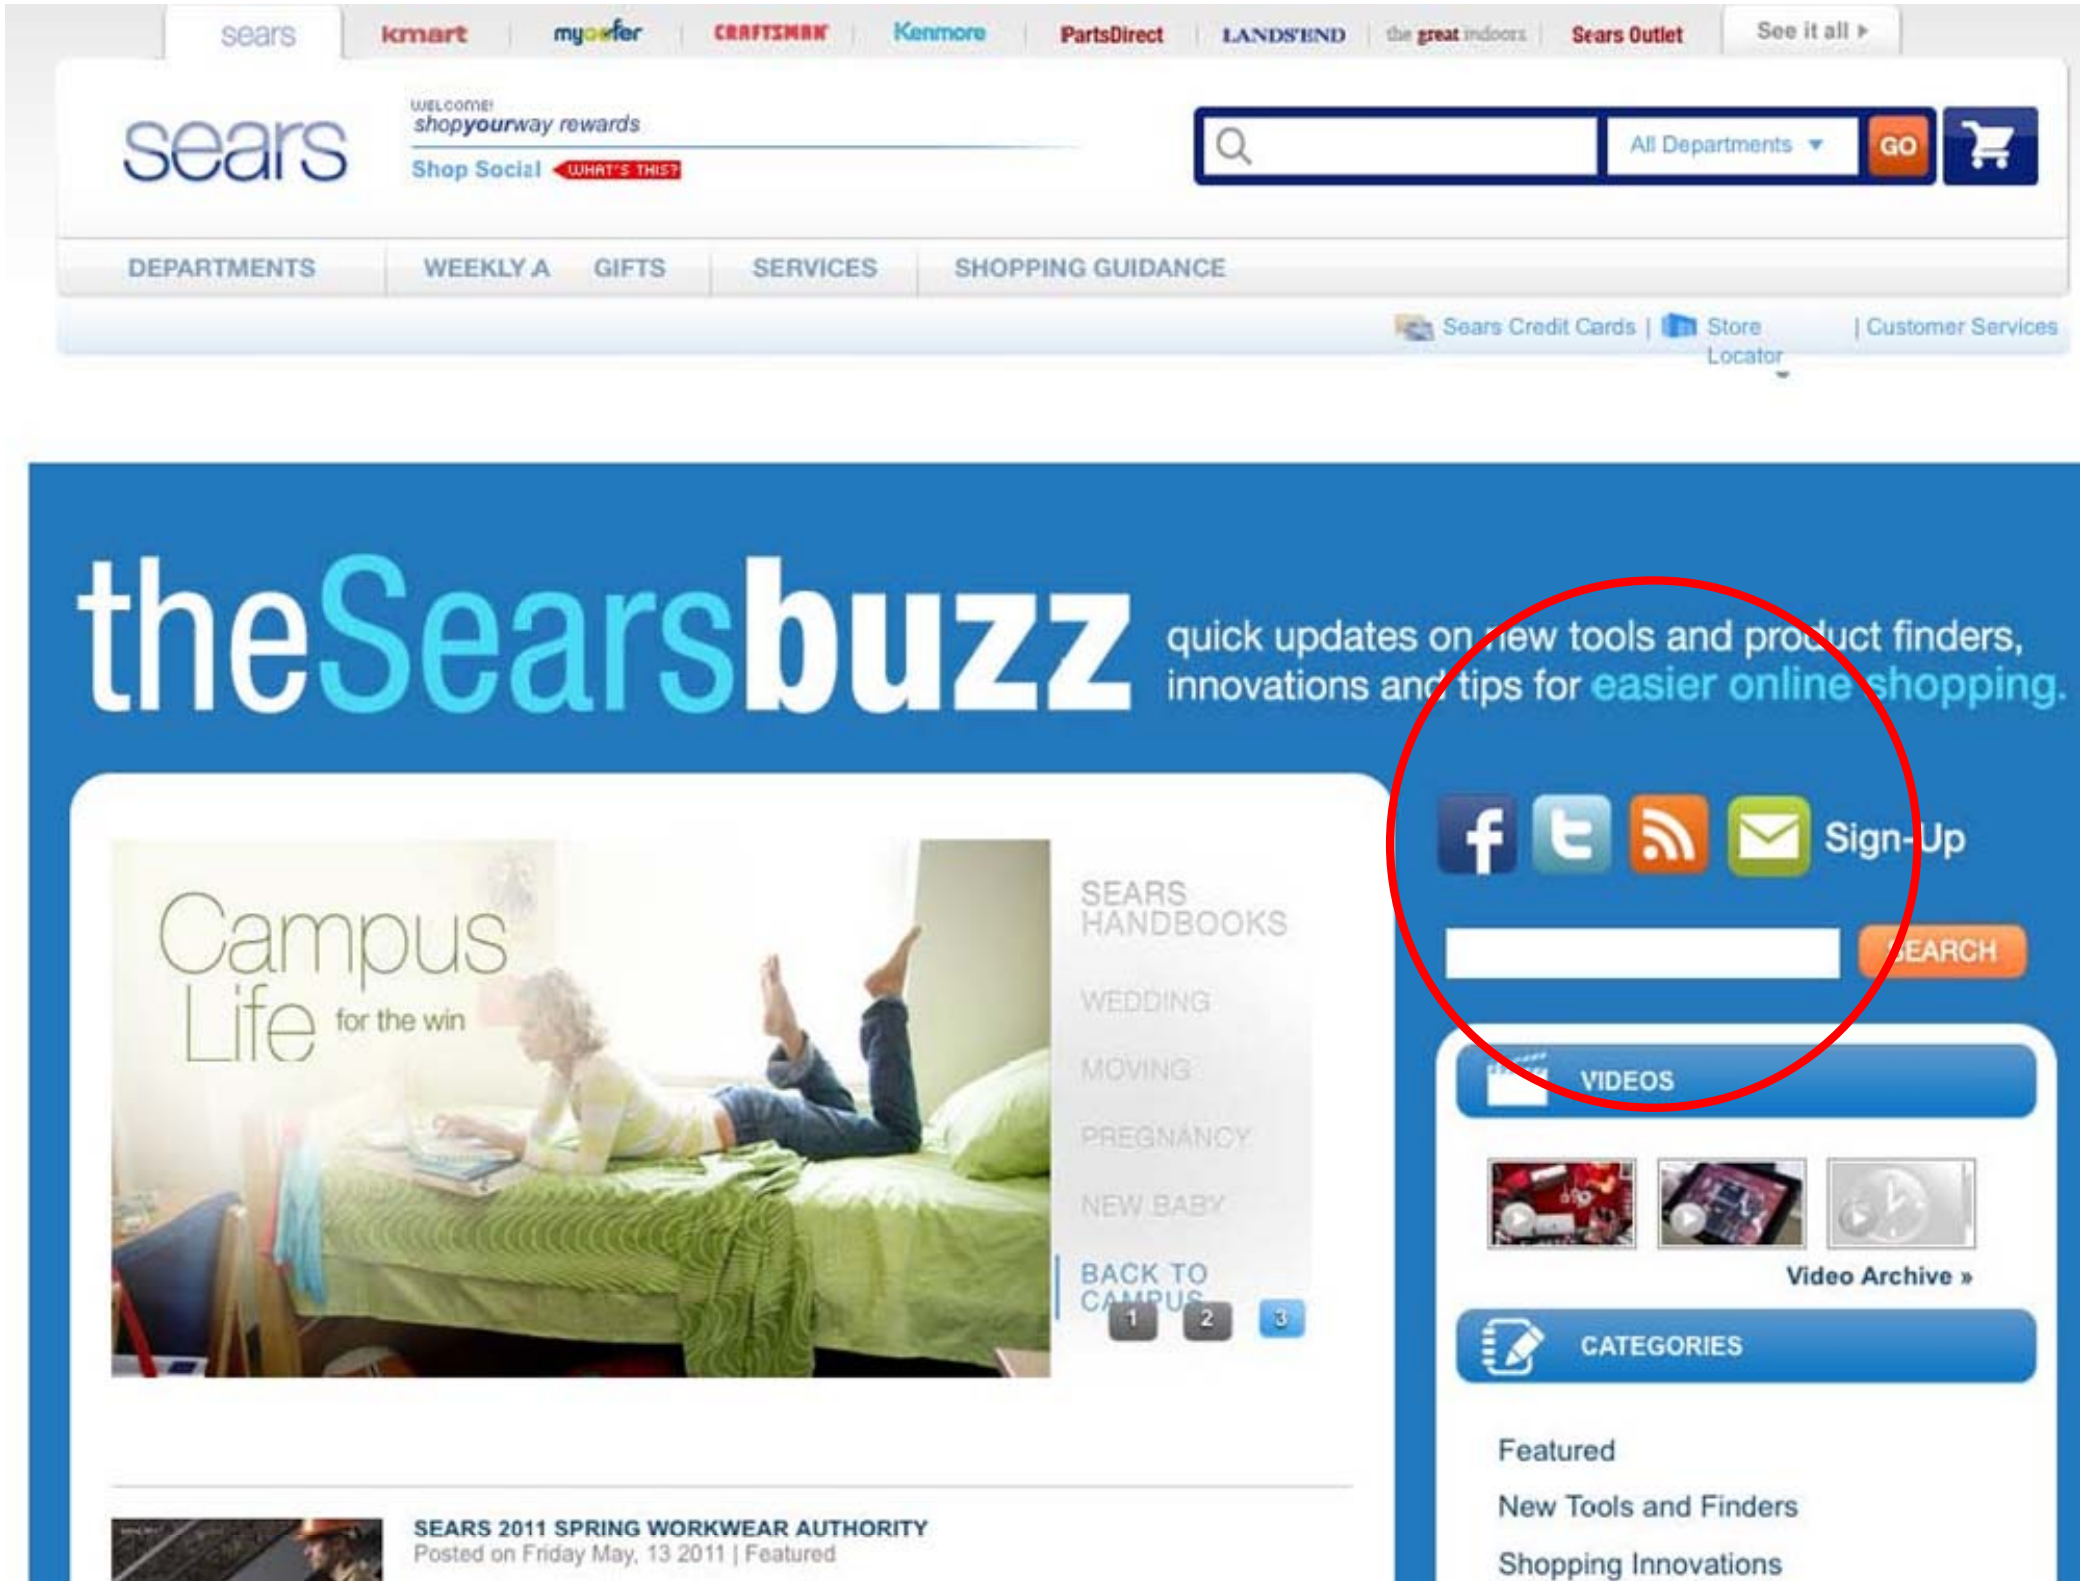 sears kmart mygofer CRAFTSMAN Kenmore PartsDirect LANDS'END the great indoors Sears Outlet See it all
sears
WELCOME!
shopyourway rewards
Shop Social WHAT'S THIS?
All Departments GO
DEPARTMENTS WEEKLY A GIFTS SERVICES SHOPPING GUIDANCE
Sears Credit Cards | Store | Customer Services
Locator
theSearsbuzz
quick updates on new tools and product finders,
innovations and tips for easier online shopping.
f t Sign-Up
SEARCH
Campus
Life for the win
SEARS
HANDBOOKS
WEDDING
MOVING
PREGNANCY
NEW BABY
BACK TO
CAMPUS
1 2 3
VIDEOS
Video Archive »
CATEGORIES
Featured
New Tools and Finders
Shopping Innovations
SEARS 2011 SPRING WORKWEAR AUTHORITY
Posted on Friday May, 13 2011 | Featured